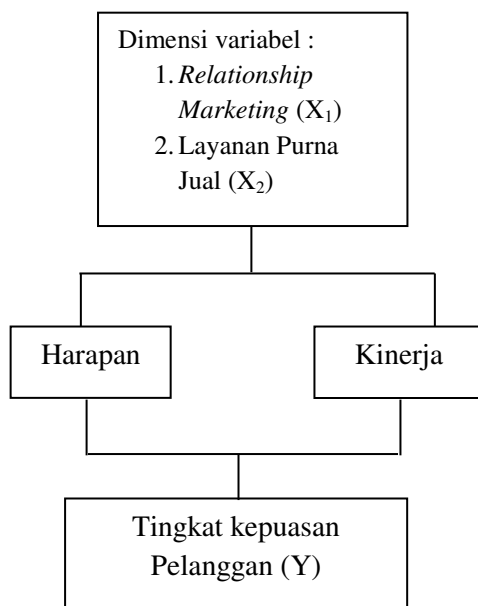 Dimensi variabel :
1. Relationship
Marketing (X₁)
2. Layanan Purna
Jual (X₂)
Harapan
Kinerja
Tingkat kepuasan
Pelanggan (Y)